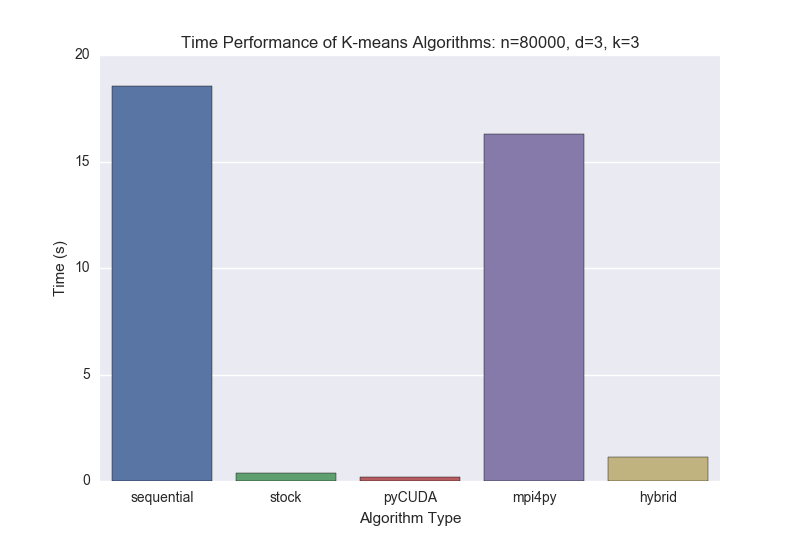 Time Performance of K-means Algorithms: n=80000, d=3, k=3
20
15
10
5
0
Time (s)
sequential stock pyCUDA mpi4py hybrid
Algorithm Type